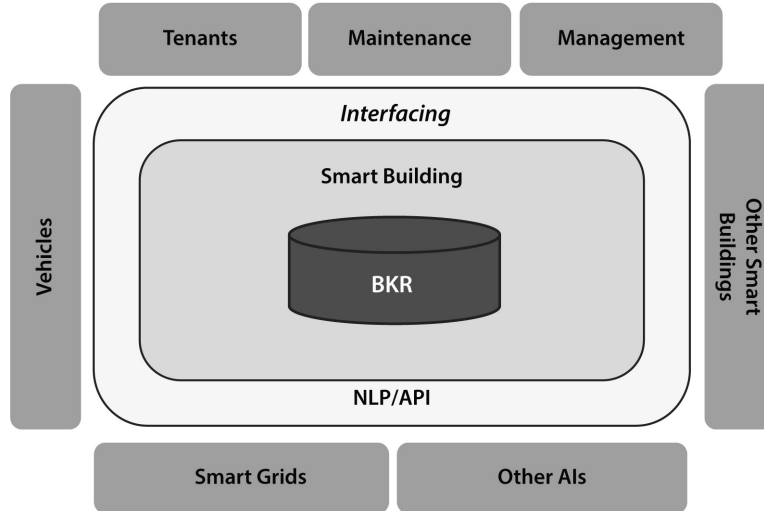 Tenants
Maintenance
Management
Interfacing
Smart Building
Vehicles
BKR
Other Smart
Buildings
NLP/API
Smart Grids
Other AIs